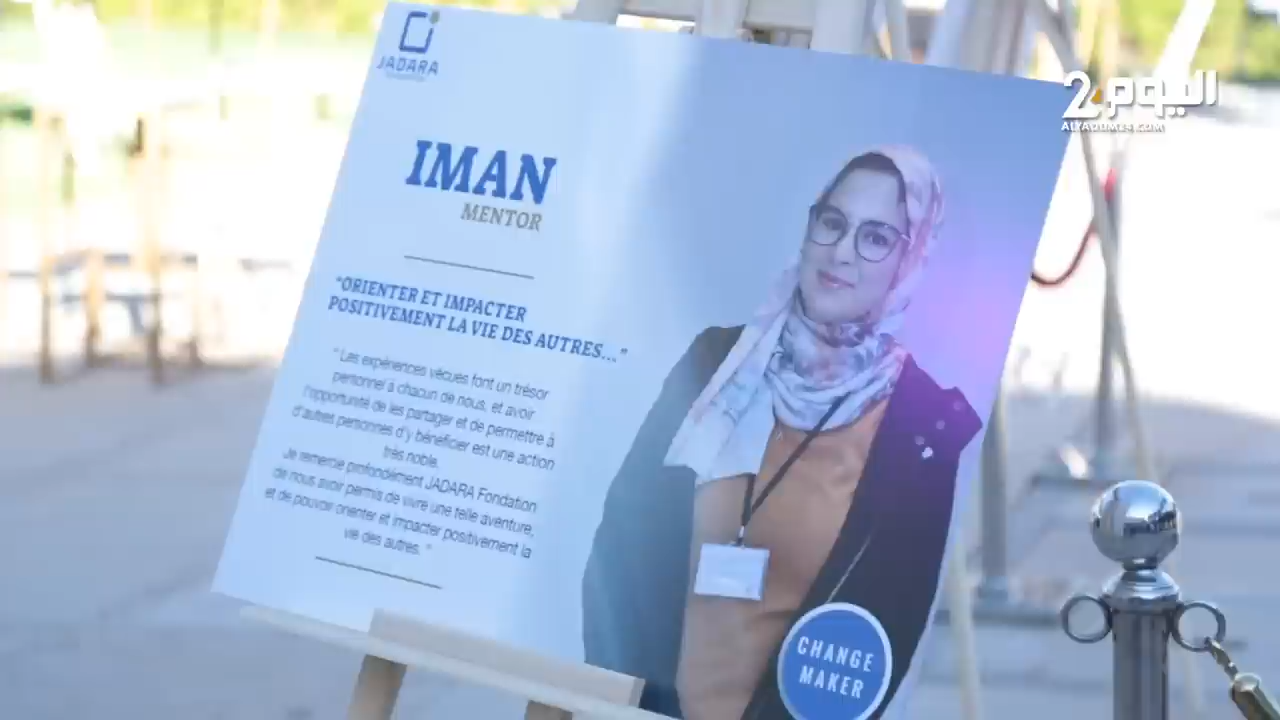 JADARA
اليوم24
ALYAOUM24.COM
IMAN
MENTOR
"ORIENTER ET IMPACTER
POSITIVEMENT LA VIE DES AUTRES..."
" Les expériences vécues font un trésor
personnel à chacun de nous, et avoir
l'opportunité de les partager et de permettre à
d'autres personnes d'y bénéficier est une action
très noble.
Je remercie profondément JADARA Fondation
de nous avoir permis de vivre une telle aventure,
et de pouvoir orienter et impacter positivement la
vie des autres. "
CHANGE
MAKER